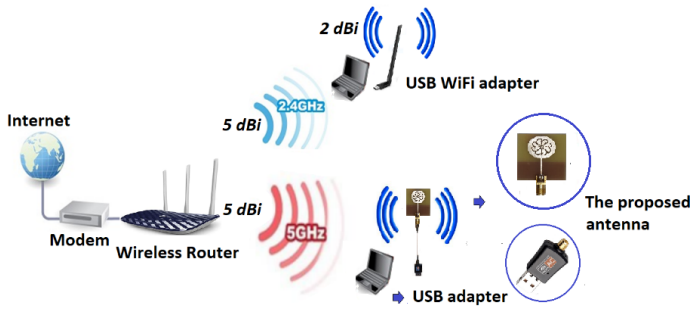 2 dBi
USB WiFi adapter
2.4GHz
5 dBi
Internet
5 dBi
5GHz
Modem
Wireless Router
The proposed
antenna
USB adapter